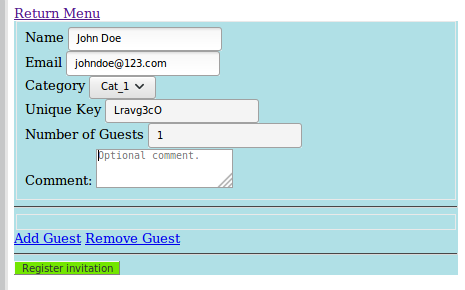 Return Menu
Name John Doe
Email johndoe@123.com
Category Cat_1
Unique Key Lravg3cO
Number of Guests 1
Optional comment.
Comment:
Add Guest Remove Guest
Register invitation